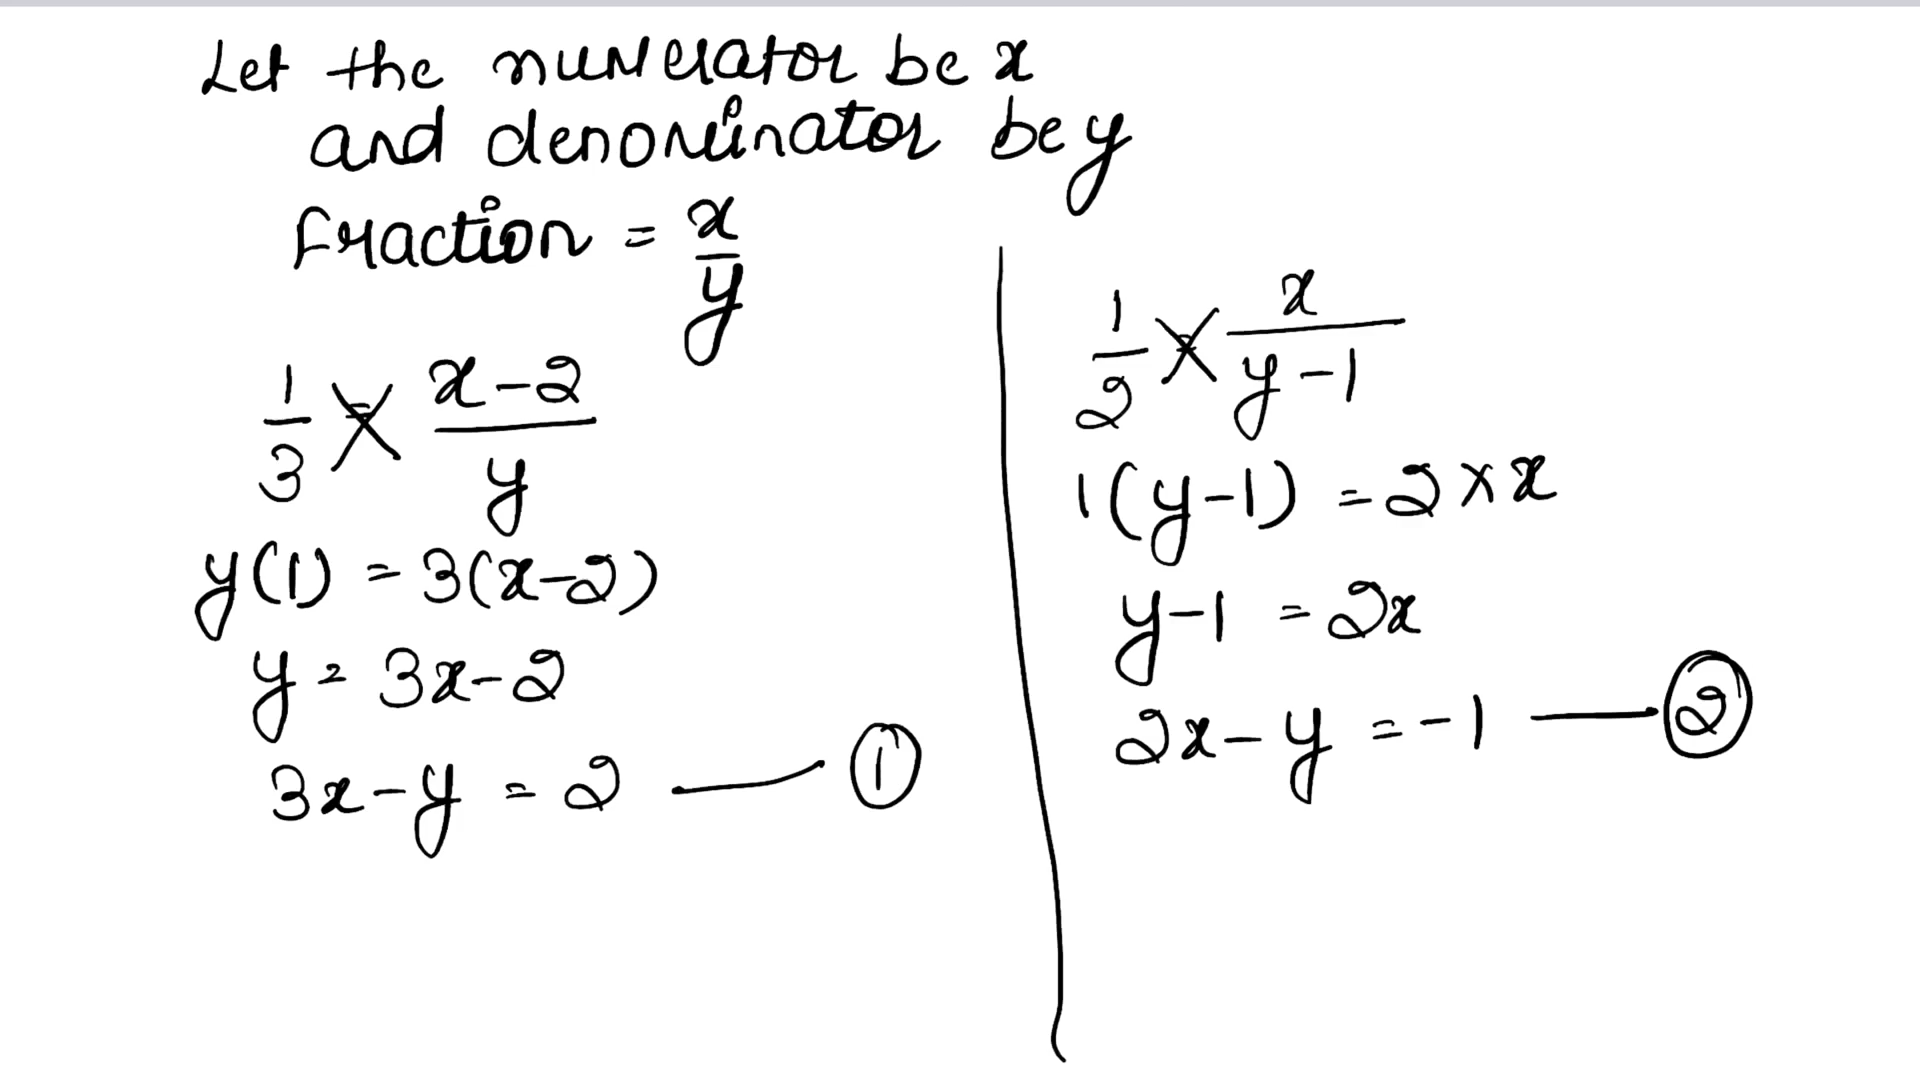 Let the numerator be x
and denominator be y
Fraction = x/y
1/3 = (x-2)/y
y(1) = 3(x-2)
y = 3x-2
3x-y = 2 — ①
1/2 = x/(y-1)
1(y-1) = 2×x
y-1 = 2x
2x-y = -1 — ②